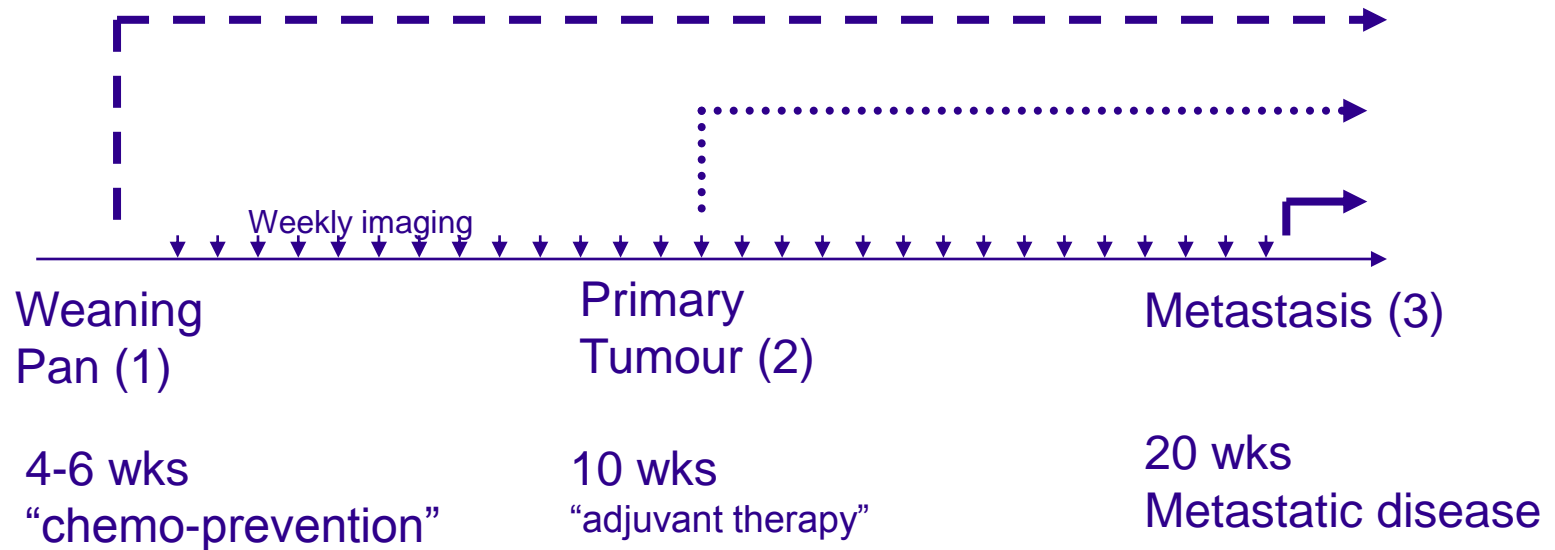 Weekly imaging
Weaning
Pan (1)
Primary
Tumour (2)
Metastasis (3)
4-6 wks
“chemo-prevention”
10 wks
“adjuvant therapy”
20 wks
Metastatic disease